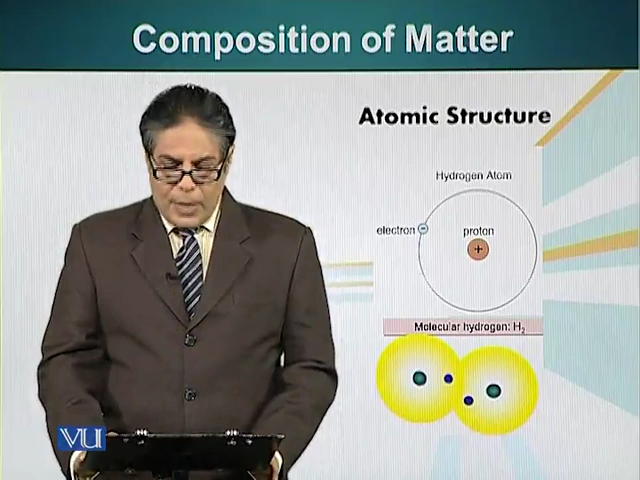 Composition of Matter
Atomic Structure
Hydrogen Atom
electron
−
proton
+
Molecular hydrogen: H₂
VU